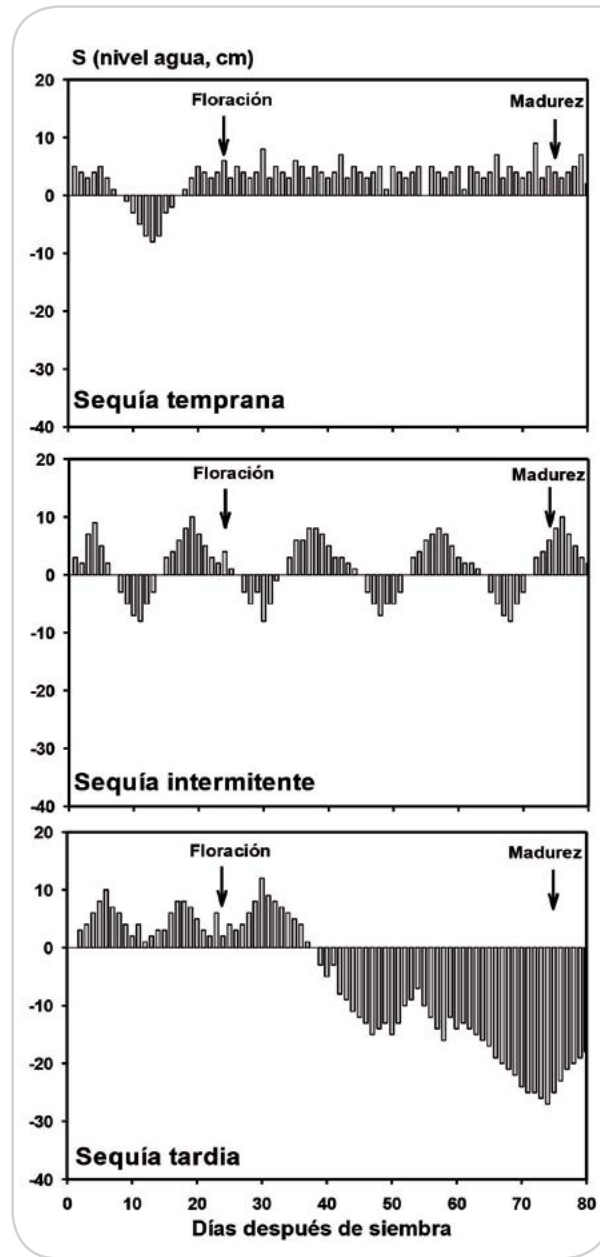 S (nivel agua, cm)
20
Floración
Madurez
10
0
-10
-20
-30
Sequía temprana
-40
20
Floración
Madurez
10
0
-10
-20
-30
Sequía intermitente
-40
20
Floración
Madurez
10
0
-10
-20
-30
Sequía tardia
-40
0 10 20 30 40 50 60 70 80
Días después de siembra